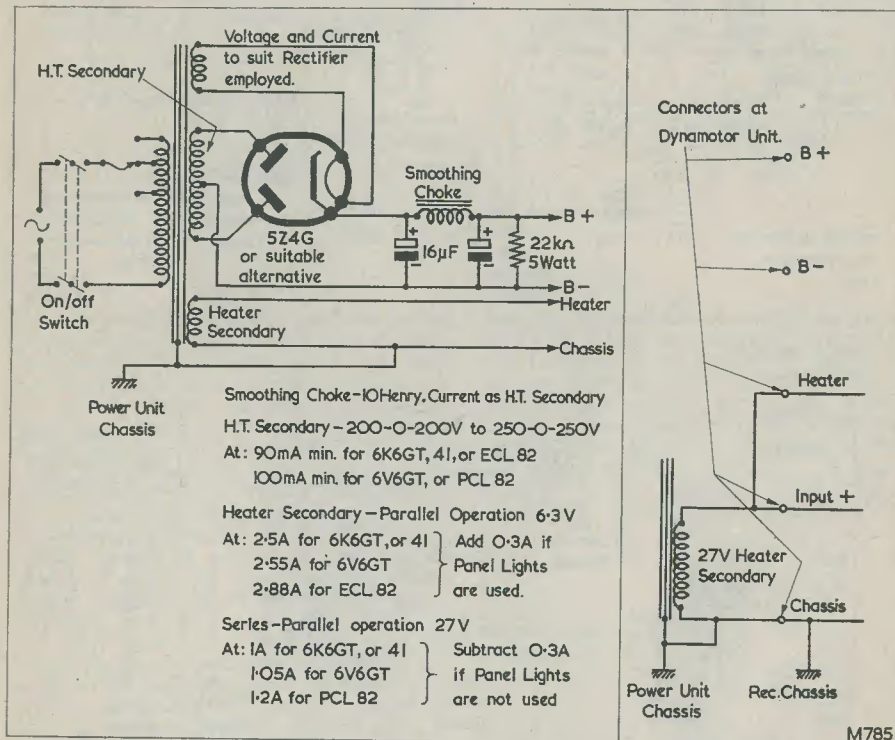 Voltage and Current
to suit Rectifier
employed.
H.T. Secondary
5Z4G
or suitable
alternative
On/off
Switch
Smoothing
Choke
+
+
16µF
-
-
22kΩ
5Watt
B+
B-
Heater
Heater
Secondary
Chassis
Power Unit
Chassis
Smoothing Choke-10Henry. Current as H.T. Secondary
H.T. Secondary-200-0-200V to 250-0-250V
At: 90mA min. for 6K6GT, 41, or ECL 82
100mA min. for 6V6GT, or PCL 82
Heater Secondary-Parallel Operation 6·3V
At: 2·5A for 6K6GT, or 41
2·55A for 6V6GT
2·88A for ECL 82
Add 0·3A if
Panel Lights
are used.
Series-Parallel operation 27V
At: 1A for 6K6GT, or 41
1·05A for 6V6GT
1·2A for PCL 82
Subtract 0·3A
if Panel Lights
are not used
Connectors at
Dynamotor Unit.
B+
B-
Heater
Input +
27V Heater
Secondary
Chassis
Power Unit
Chassis
Rec. Chassis
M785